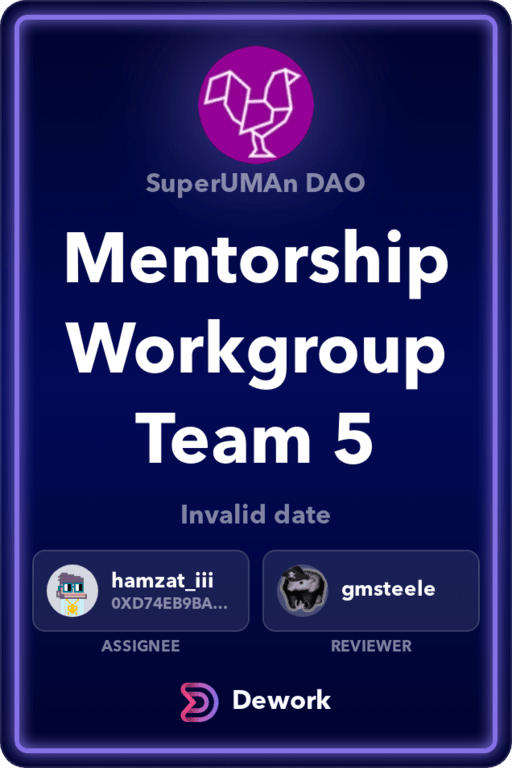 SuperUMAn DAO
Mentorship
Workgroup
Team 5
Invalid date
hamzat_iii
0XD74EB9BA...
gmsteele
ASSIGNEE
REVIEWER
Dework